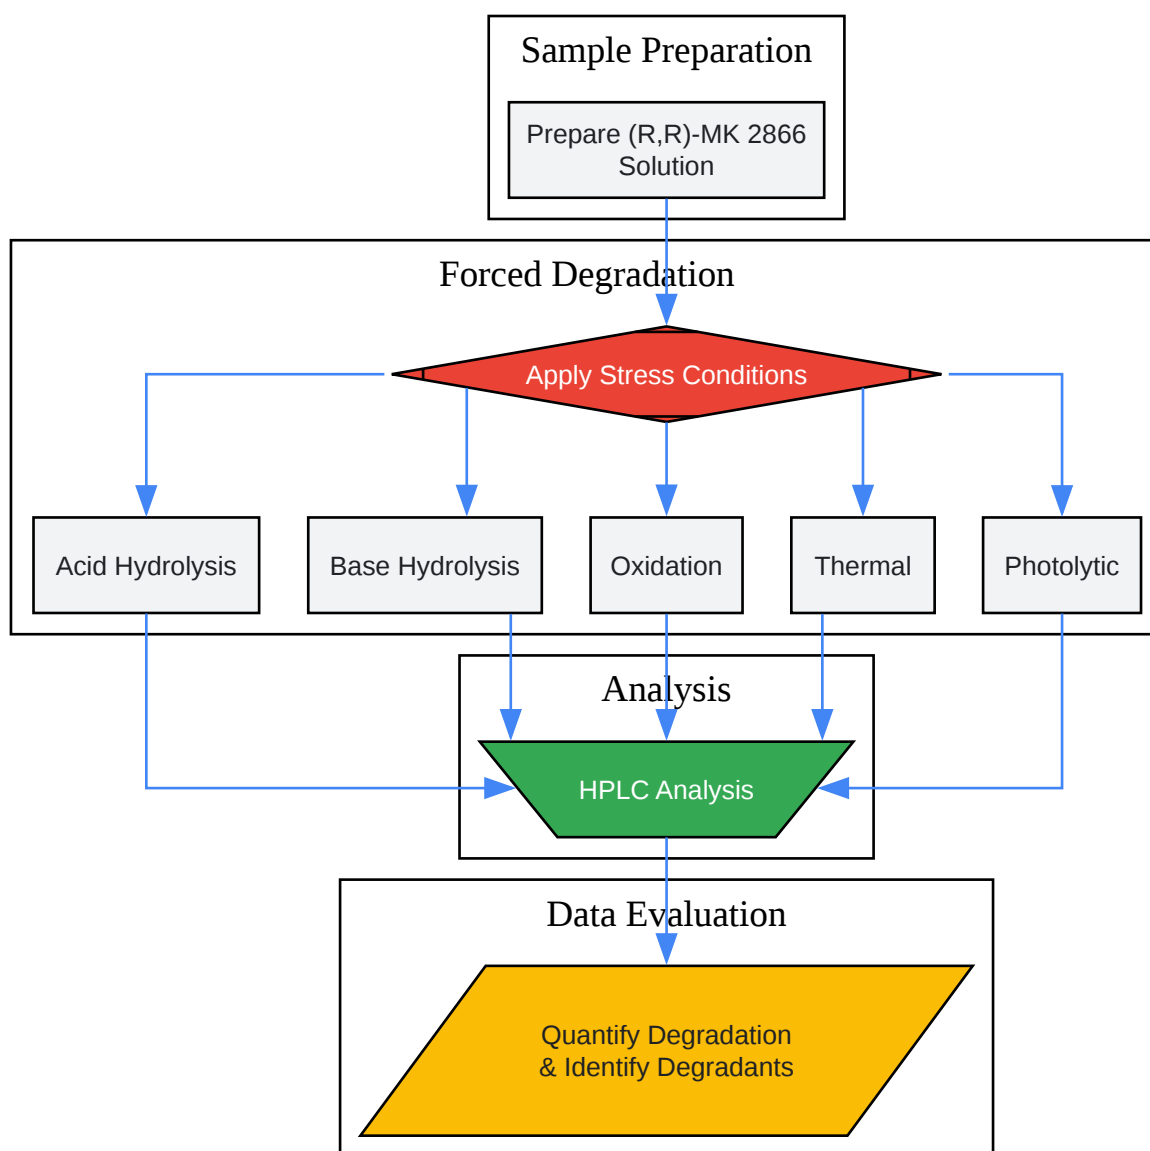 Sample Preparation
Prepare (R,R)-MK 2866
Solution
Forced Degradation
Apply Stress Conditions
Acid Hydrolysis
Base Hydrolysis
Oxidation
Thermal
Photolytic
Analysis
HPLC Analysis
Data Evaluation
Quantify Degradation
& Identify Degradants